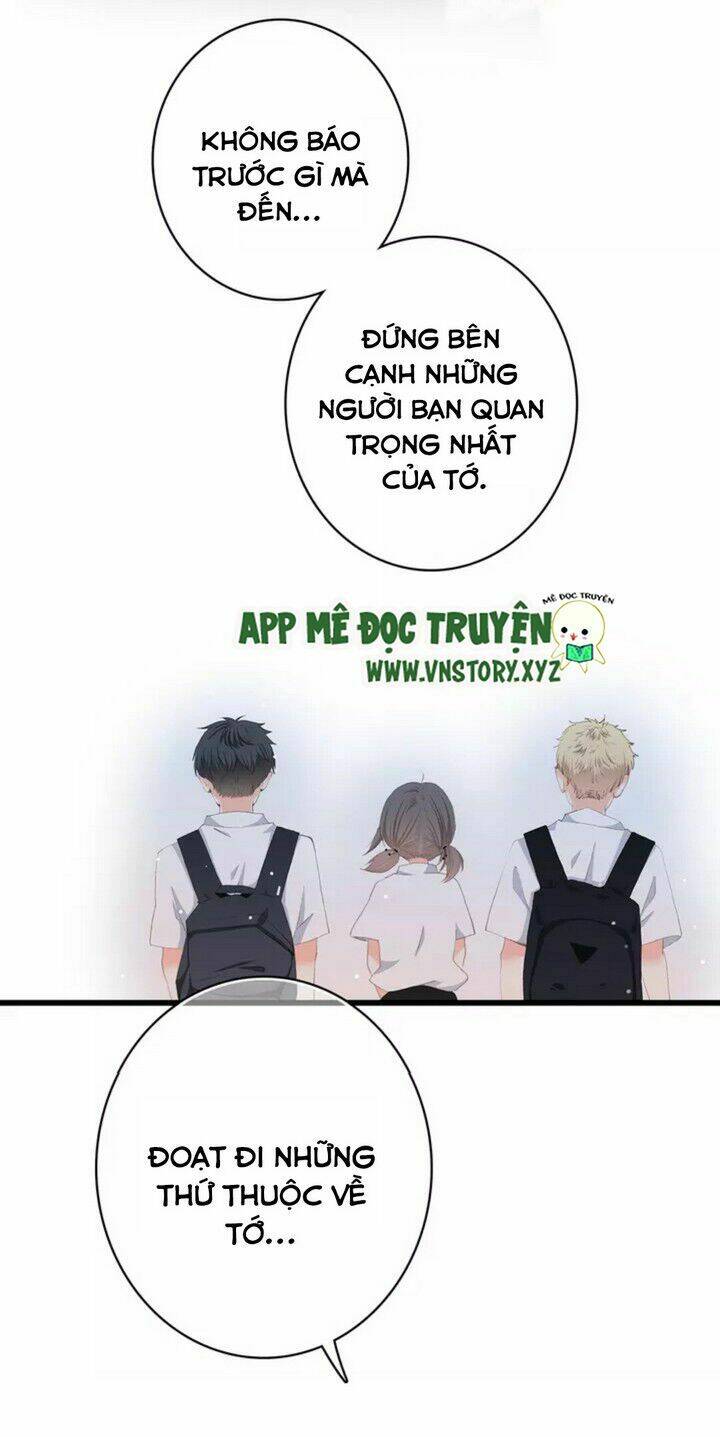 KHÔNG BÁO
TRƯỚC GÌ MÀ
ĐẾN...
ĐỨNG BÊN
CẠNH NHỮNG
NGƯỜI BẠN QUAN
TRỌNG NHẤT
CỦA TỚ.
MÊ ĐỌC TRUYỆN
APP MÊ ĐỌC TRUYỆN
WWW.VNSTORY.XYZ
ĐOẠT ĐI NHỮNG
THỨ THUỘC VỀ
TỚ...